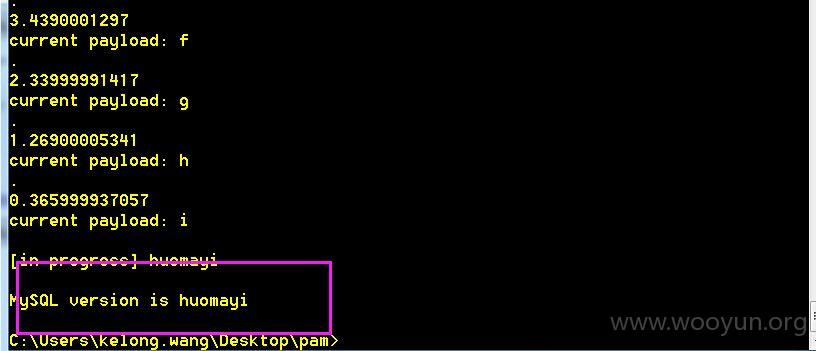 .
3.4390001297
current payload: f
.
2.33999991417
current payload: g
.
1.26900005341
current payload: h
.
0.365999937057
current payload: i
[in progress] huomayi
MySQL version is huomayi
C:\Users\kelong.wang\Desktop\pam>
www.wooyun.org